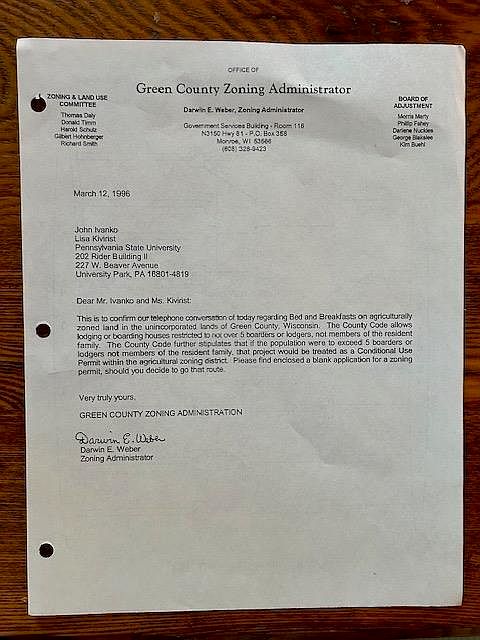 OFFICE OF
Green County Zoning Administrator
Darwin E. Weber, Zoning Administrator
Government Services Building - Room 116
N3150 Hwy 81 - P.O. Box 358
Monroe, WI 53566
(608) 328-9423
ZONING & LAND USE
COMMITTEE
Thomas Daly
Donald Timm
Harold Schulz
Gilbert Hohnberger
Richard Smith
BOARD OF
ADJUSTMENT
Morris Marty
Phillip Fahey
Darlene Nuckles
George Blakslee
Kim Buehl
March 12, 1996
John Ivanko
Lisa Kivirist
Pennsylvania State University
202 Rider Building II
227 W. Beaver Avenue
University Park, PA 16801-4819
Dear Mr. Ivanko and Ms. Kivirist:
This is to confirm our telephone conversation of today regarding Bed and Breakfasts on agriculturally
zoned land in the unincorporated lands of Green County, Wisconsin. The County Code allows
lodging or boarding houses restricted to not over 5 boarders or lodgers, not members of the resident
family. The County Code further stipulates that if the population were to exceed 5 boarders or
lodgers not members of the resident family, that project would be treated as a Conditional Use
Permit within the agricultural zoning district. Please find enclosed a blank application for a zoning
permit, should you decide to go that route.
Very truly yours,
GREEN COUNTY ZONING ADMINISTRATION
Darwin E. Weber
Darwin E. Weber
Zoning Administrator